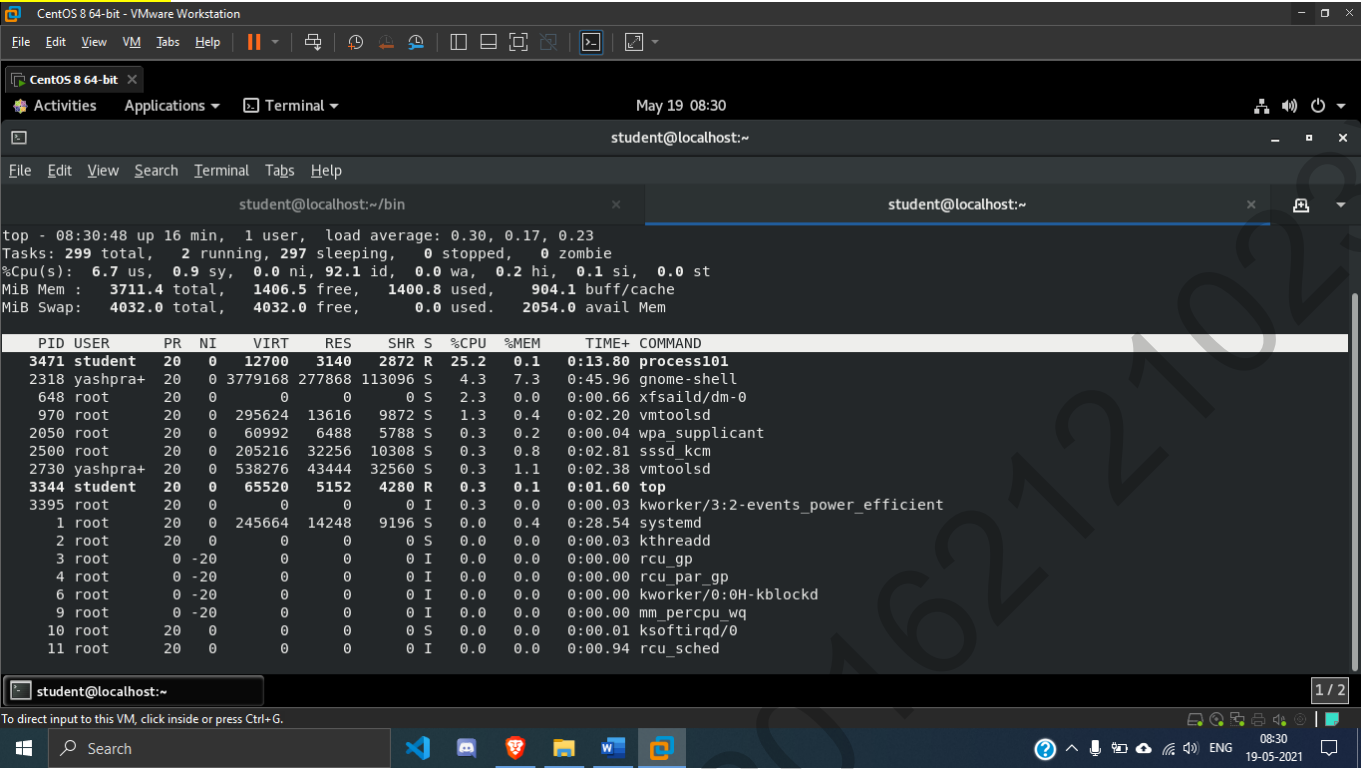 CentOS 8 64-bit - VMware Workstation
File Edit View VM Tabs Help
CentOS 8 64-bit
Activities Applications Terminal May 19 08:30
student@localhost:~
File Edit View Search Terminal Tabs Help
student@localhost:~/bin student@localhost:~
top - 08:30:48 up 16 min,  1 user,  load average: 0.30, 0.17, 0.23
Tasks: 299 total,   2 running, 297 sleeping,   0 stopped,   0 zombie
%Cpu(s):  6.7 us,  0.9 sy,  0.0 ni, 92.1 id,  0.0 wa,  0.2 hi,  0.1 si,  0.0 st
MiB Mem :   3711.4 total,   1406.5 free,   1400.8 used,    904.1 buff/cache
MiB Swap:   4032.0 total,   4032.0 free,      0.0 used.   2054.0 avail Mem
PID USER PR NI VIRT RES SHR S %CPU %MEM TIME+ COMMAND
3471 student 20 0 12700 3140 2872 R 25.2 0.1 0:13.80 process101
2318 yashpra+ 20 0 3779168 277868 113096 S 4.3 7.3 0:45.96 gnome-shell
648 root 20 0 0 0 0 S 2.3 0.0 0:00.66 xfsaild/dm-0
970 root 20 0 295624 13616 9872 S 1.3 0.4 0:02.20 vmtoolsd
2050 root 20 0 60992 6488 5788 S 0.3 0.2 0:00.04 wpa_supplicant
2500 root 20 0 205216 32256 10308 S 0.3 0.8 0:02.81 sssd_kcm
2730 yashpra+ 20 0 538276 43444 32560 S 0.3 1.1 0:02.38 vmtoolsd
3344 student 20 0 65520 5152 4280 R 0.3 0.1 0:01.60 top
3395 root 20 0 0 0 0 I 0.3 0.0 0:00.03 kworker/3:2-events_power_efficient
1 root 20 0 245664 14248 9196 S 0.0 0.4 0:28.54 systemd
2 root 20 0 0 0 0 S 0.0 0.0 0:00.03 kthreadd
3 root 0 -20 0 0 0 I 0.0 0.0 0:00.00 rcu_gp
4 root 0 -20 0 0 0 I 0.0 0.0 0:00.00 rcu_par_gp
6 root 0 -20 0 0 0 I 0.0 0.0 0:00.00 kworker/0:0H-kblockd
9 root 0 -20 0 0 0 I 0.0 0.0 0:00.00 mm_percpu_wq
10 root 20 0 0 0 0 S 0.0 0.0 0:00.01 ksoftirqd/0
11 root 20 0 0 0 0 I 0.0 0.0 0:00.94 rcu_sched
student@localhost:~ 1 / 2
To direct input to this VM, click inside or press Ctrl+G.
Search ENG 08:30
19-05-2021